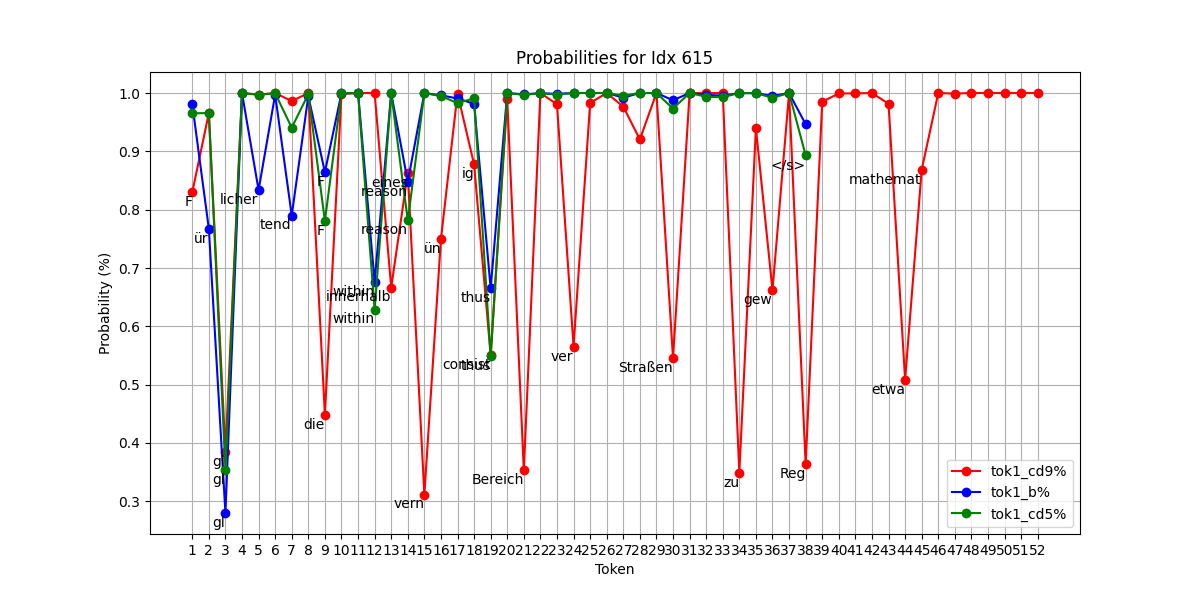 Probabilities for Idx 615
Probability (%)
1.0
0.9
0.8
0.7
0.6
0.5
0.4
0.3
F
ür
gl
gl
gl
licher
tend
F
F
die
within
innerhalb
within
eines
reason
reason
vern
ün
ig
thus
consist
thus
Bereich
ver
Straßen
zu
gew
</s>
Reg
mathemat
etwa
tok1_cd9%
tok1_b%
tok1_cd5%
1 2 3 4 5 6 7 8 9 10 11 12 13 14 15 16 17 18 19 20 21 22 23 24 25 26 27 28 29 30 31 32 33 34 35 36 37 38 39 40 41 42 43 44 45 46 47 48 49 50 51 52
Token